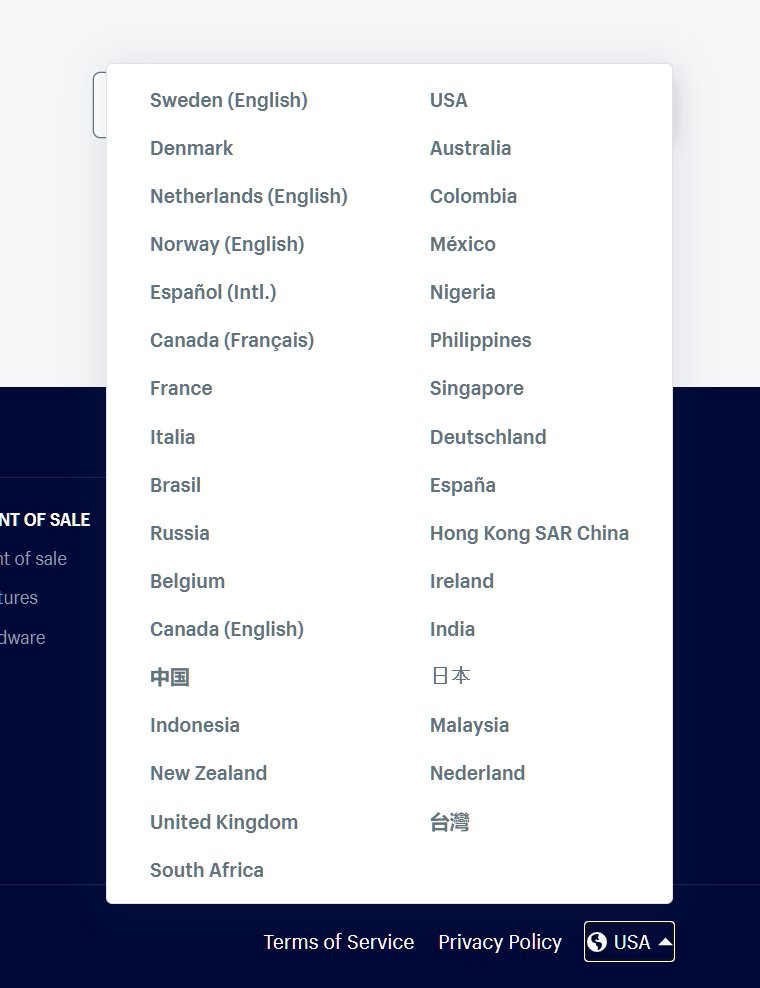 Sweden (English)
Denmark
Netherlands (English)
Norway (English)
Español (Intl.)
Canada (Français)
France
Italia
Brasil
Russia
Belgium
Canada (English)
中国
Indonesia
New Zealand
United Kingdom
South Africa
USA
Australia
Colombia
México
Nigeria
Philippines
Singapore
Deutschland
España
Hong Kong SAR China
Ireland
India
日本
Malaysia
Nederland
台灣
NT OF SALE
nt of sale
tures
dware
Terms of Service
Privacy Policy
USA